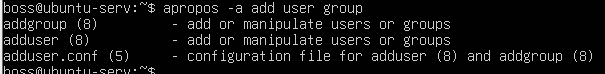 boss@ubuntu-serv:~$ apropos -a add user group
addgroup (8) - add or manipulate users or groups
adduser (8) - add or manipulate users or groups
adduser.conf (5) - configuration file for adduser (8) and addgroup (8)
boss@ubuntu-serv:~$